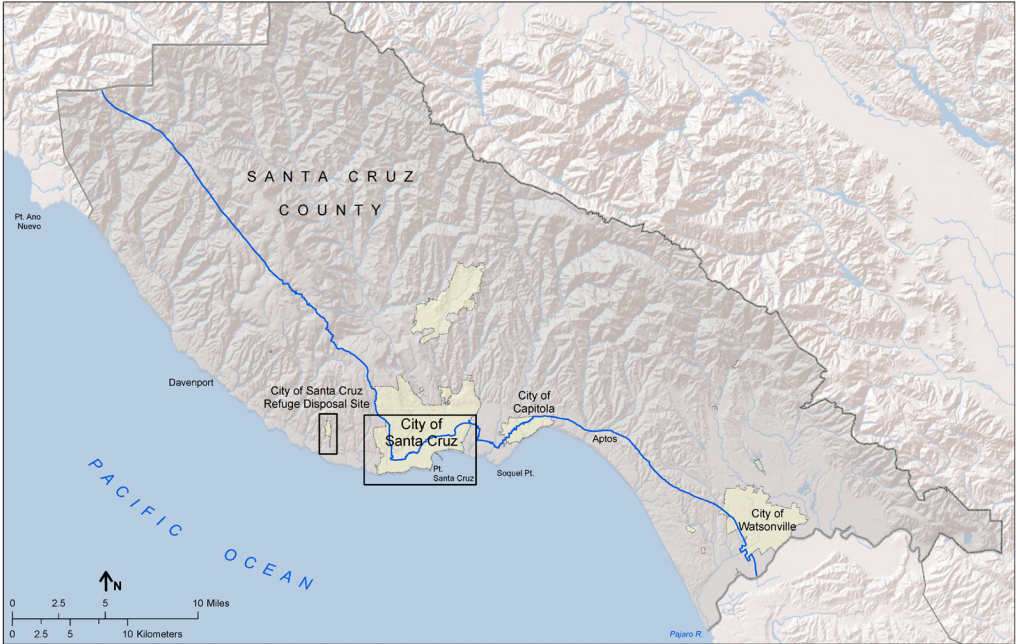 SANTA CRUZ
COUNTY
Pt. Ano
Nuevo
Davenport
City of Santa Cruz
Refuge Disposal Site
City of
Santa Cruz
City of
Capitola
Aptos
Pt.
Santa Cruz
Soquel Pt.
City of
Watsonville
PACIFIC OCEAN
N
0 2.5 5 10 Miles
0 2.5 5 10 Kilometers
Pajaro R.